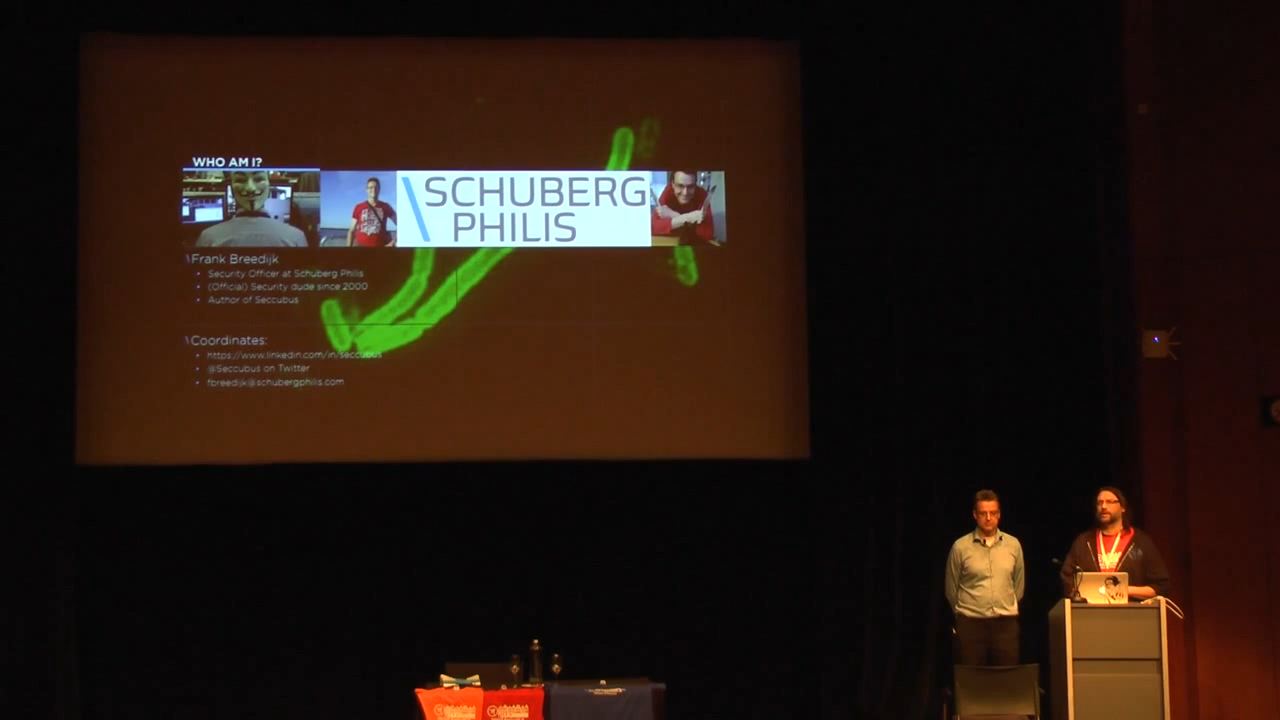 WHO AM I?
\SCHUBERG
PHILIS
\Frank Breedijk
• Security Officer at Schuberg Philis
• (Official) Security dude since 2000
• Author of Seccubus
\Coordinates:
• https://www.linkedin.com/in/seccubus
• @Seccubus on Twitter
• fbreedijk@schubergphilis.com